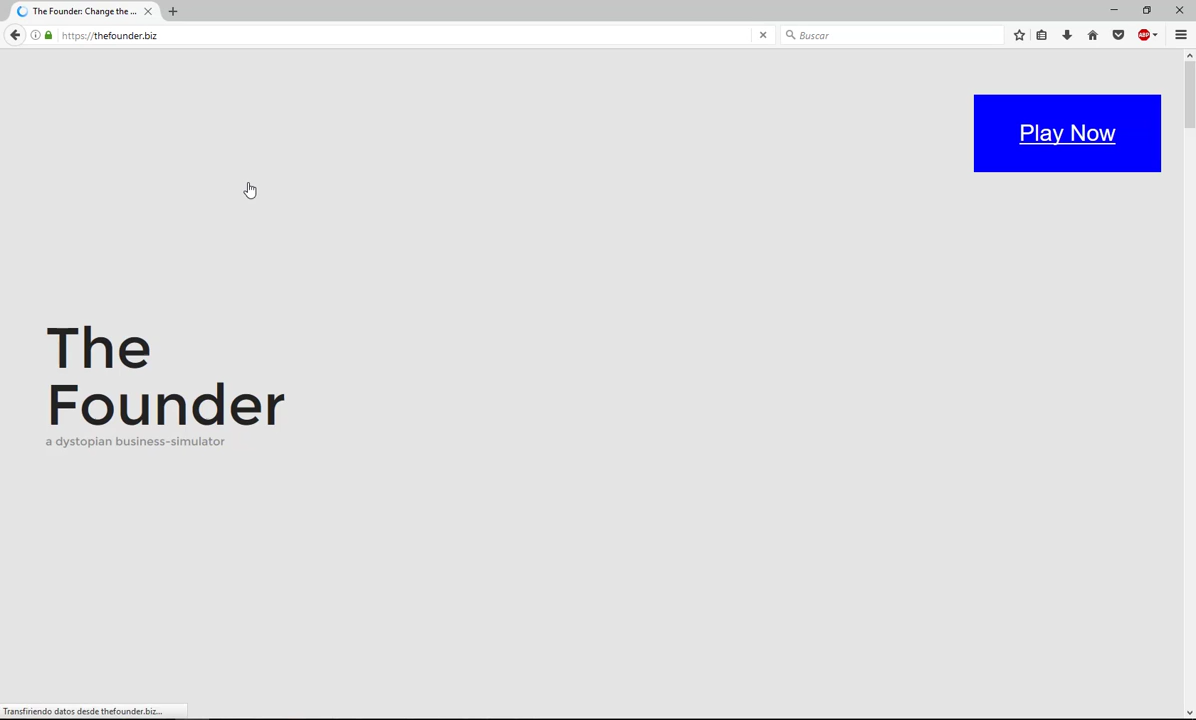 The Founder: Change the ...
https://thefounder.biz
Buscar
ABP
Play Now
The
Founder
a dystopian business-simulator
Transfiriendo datos desde thefounder.biz...